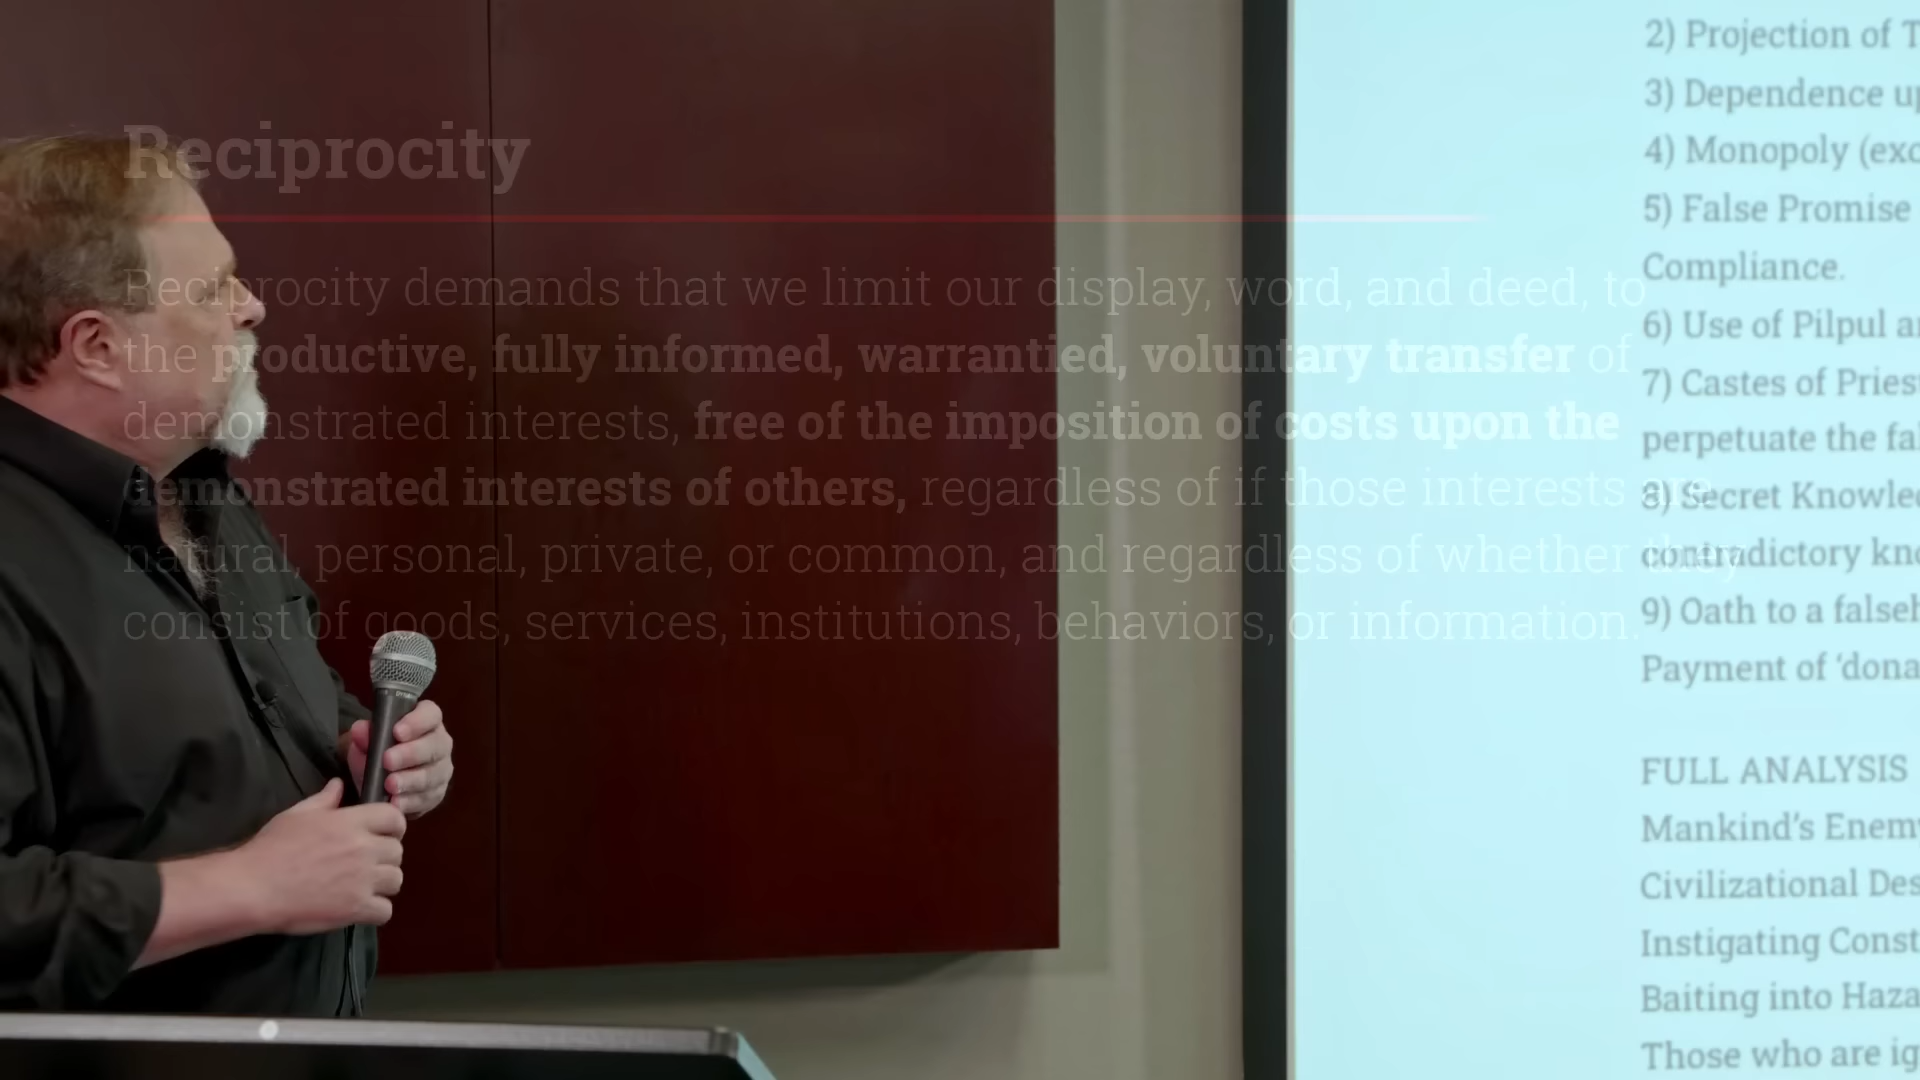 Reciprocity
Reciprocity demands that we limit our display, word, and deed, to
the productive, fully informed, warrantied, voluntary transfer of
demonstrated interests, free of the imposition of costs upon the
demonstrated interests of others, regardless of if those interests are
natural, personal, private, or common, and regardless of whether they
consist of goods, services, institutions, behaviors, or information.
2) Projection of
3) Dependence
4) Monopoly
5) False Promise
Compliance.
6) Use of Pilpul
7) Castes of
perpetuate the
8) Secret
contradictory
9) Oath to a
Payment of
FULL ANALYSIS
Mankind's
Civilizational
Instigating
Baiting into
Those who are